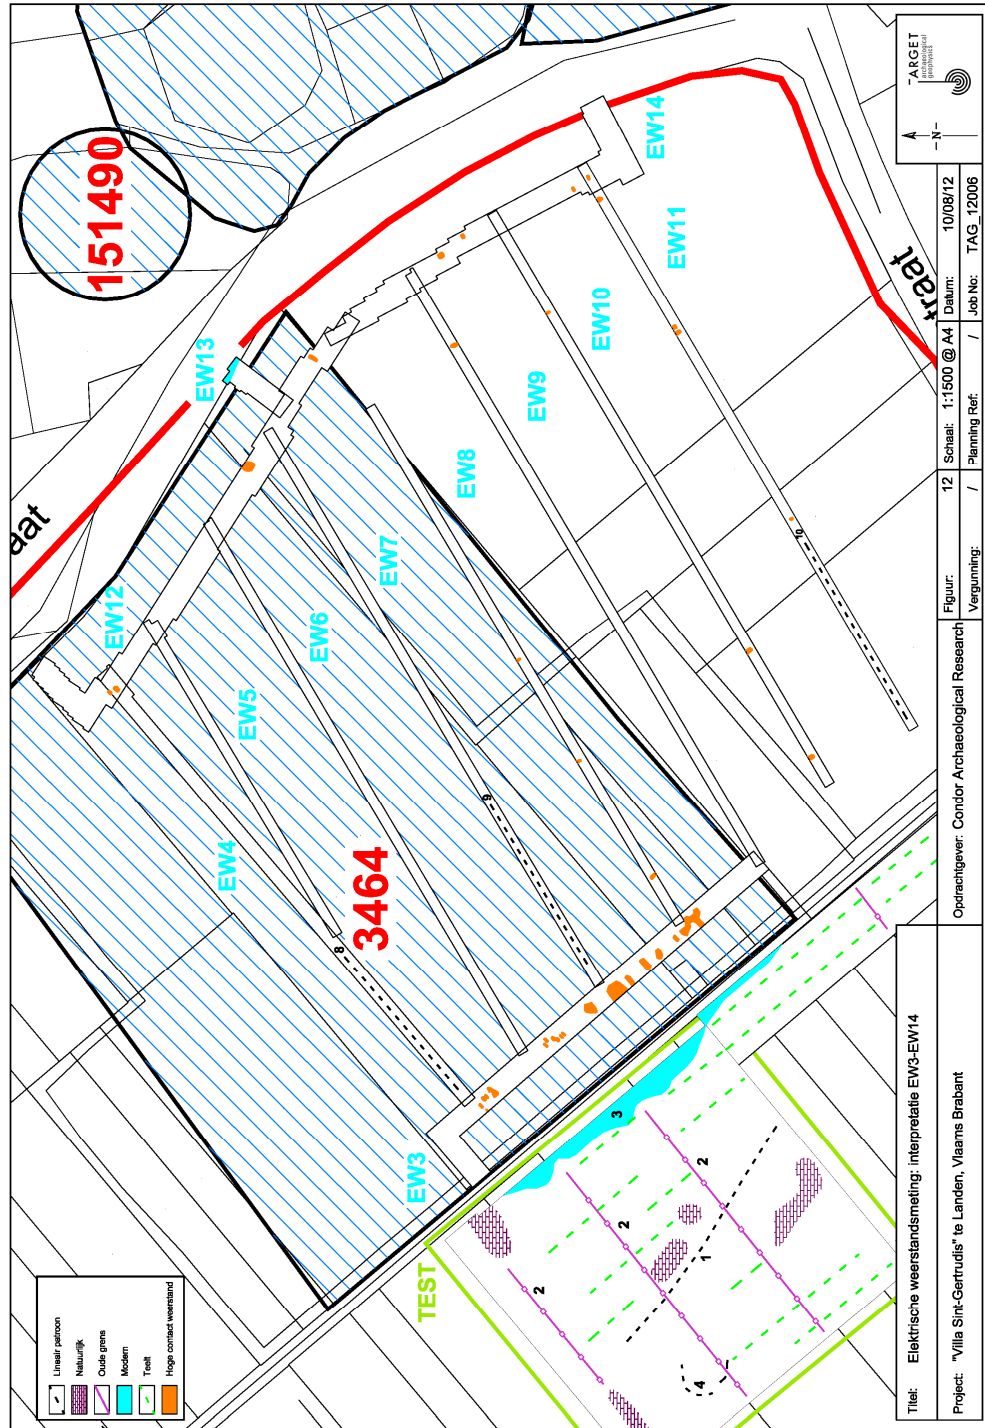 151490
3464
aat
traat
EW13
EW14
EW12
EW11
EW10
EW9
EW8
EW7
EW6
EW5
EW4
EW3
TEST
8
9
10
1
2
2
2
3
4
Lineair patroon
Natuurlijk
Oude grens
Modern
Teelt
Hoge contact weerstand
TARGET
archaeological
geophysics
-N-
Titel: Elektrische weerstandsmeting: interpretatie EW3-EW14
Project: "Villa Sint-Gertrudis" te Landen, Vlaams Brabant
Opdrachtgever: Condor Archaeological Research
Figuur: 12
Vergunning: /
Schaal: 1:1500 @ A4
Planning Ref: /
Datum: 10/08/12
Job No: TAG_12006